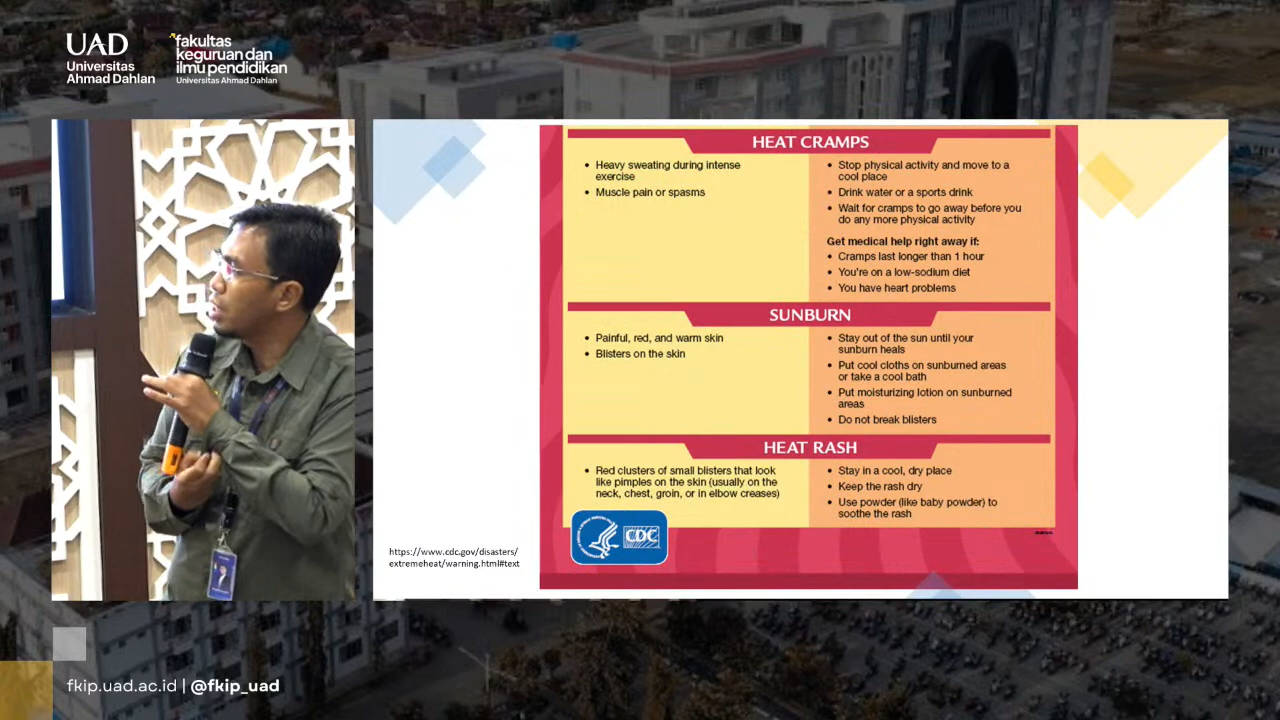 UAD
Universitas
Ahmad Dahlan
fakultas
keguruan dan
ilmu pendidikan
Universitas Ahmad Dahlan
HEAT CRAMPS
• Heavy sweating during intense
exercise
• Muscle pain or spasms
• Stop physical activity and move to a
cool place
• Drink water or a sports drink
• Wait for cramps to go away before you
do any more physical activity
Get medical help right away if:
• Cramps last longer than 1 hour
• You're on a low-sodium diet
• You have heart problems
SUNBURN
• Painful, red, and warm skin
• Blisters on the skin
• Stay out of the sun until your
sunburn heals
• Put cool cloths on sunburned areas
or take a cool bath
• Put moisturizing lotion on sunburned
areas
• Do not break blisters
HEAT RASH
• Red clusters of small blisters that look
like pimples on the skin (usually on the
neck, chest, groin, or in elbow creases)
• Stay in a cool, dry place
• Keep the rash dry
• Use powder (like baby powder) to
soothe the rash
CDC
https://www.cdc.gov/disasters/
extremeheat/warning.html#text
fkip.uad.ac.id | @fkip_uad